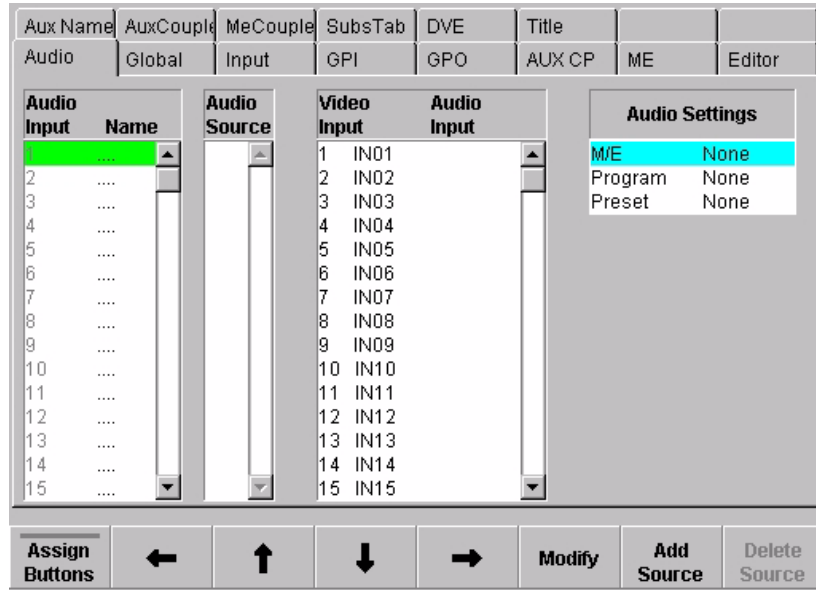 Aux Name AuxCouple MeCouple SubsTab DVE Title
Audio Global Input GPI GPO AUX CP ME Editor
Audio Input Name
Audio Source
Video Input Audio Input
Audio Settings
1 ....
2 ....
3 ....
4 ....
5 ....
6 ....
7 ....
8 ....
9 ....
10 ....
11 ....
12 ....
13 ....
14 ....
15 ....
1 IN01
2 IN02
3 IN03
4 IN04
5 IN05
6 IN06
7 IN07
8 IN08
9 IN09
10 IN10
11 IN11
12 IN12
13 IN13
14 IN14
15 IN15
M/E None
Program None
Preset None
Assign Buttons
Modify
Add Source
Delete Source